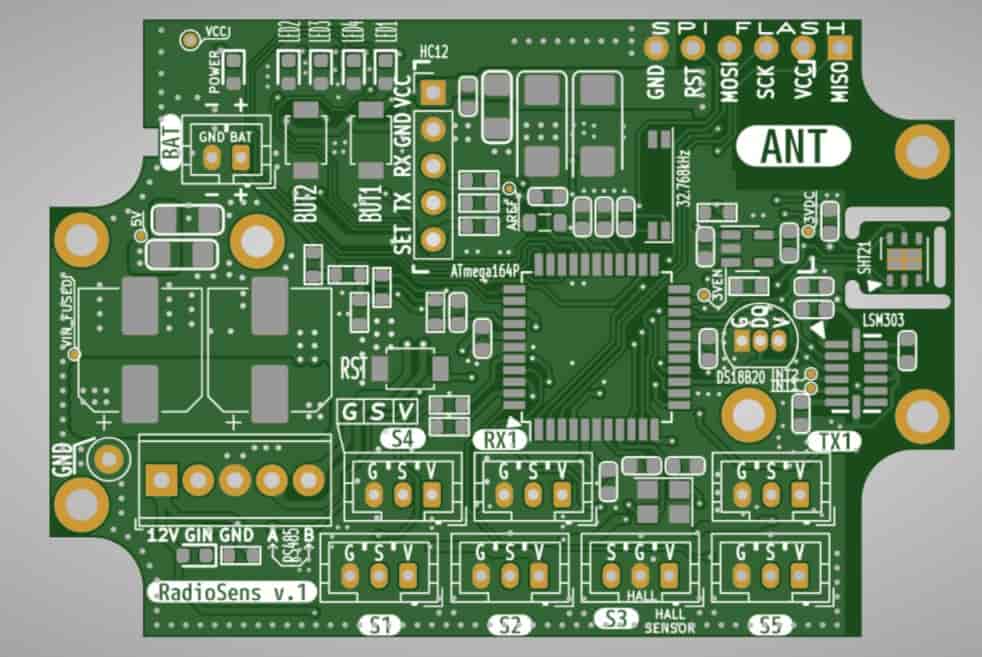 SPI FLASH
VCC
LED2
LED3
LED4
LED1
HC12
POWER
GND
RST
MOSI
SCK
VCC
MISO
- +
BAT
GND BAT
- +
VCC
GND
RX
TX
SET
BUT2
BUT1
ANT
32.768kHz
AREF
5V
3VDC
SHT21
ATmega164P
3VEN
VIN_FUSED
LSM303
G
DQ
V
DS18B20
INT2
INT1
RST
+ +
G S V
S4
RX1
TX1
GND
G S V
G S V
G S V
12V GIN GND A B
RS485
G S V
G S V
S G V
G S V
HALL
RadioSens v.1
S1
S2
S3
HALL
SENSOR
S5